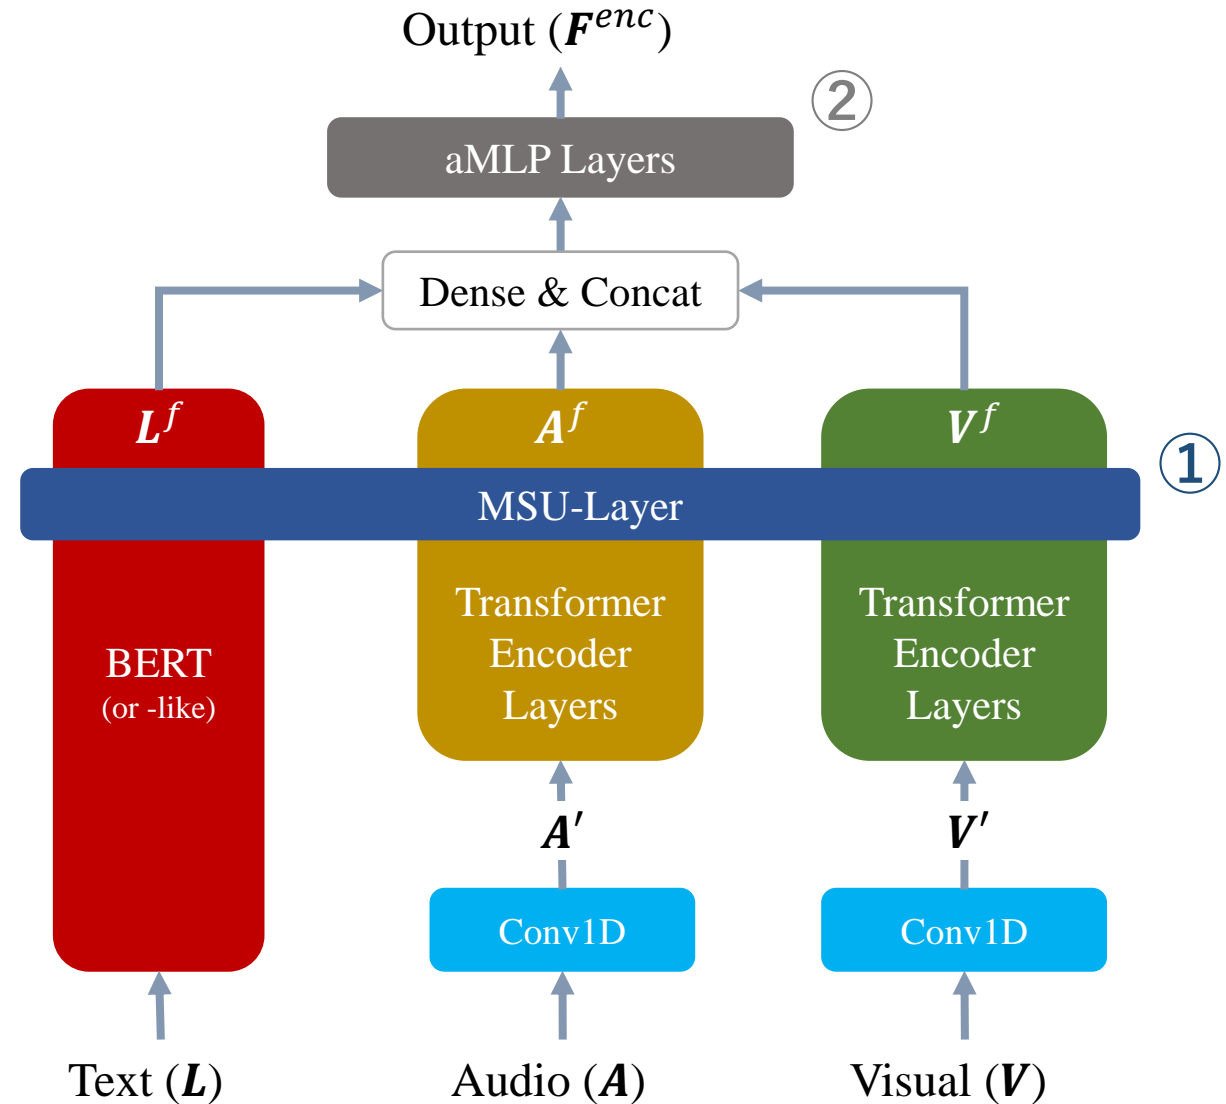 Output (F^enc)
②
aMLP Layers
Dense & Concat
L^f
A^f
V^f
①
MSU-Layer
BERT
(or -like)
Transformer
Encoder
Layers
Transformer
Encoder
Layers
A′
V′
Conv1D
Conv1D
Text (L)
Audio (A)
Visual (V)